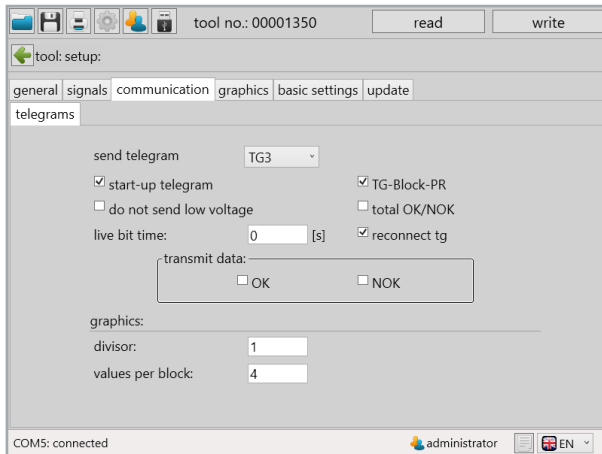 tool no.: 00001350 read write
tool: setup:
general signals communication graphics basic settings update
telegrams
send telegram TG3
start-up telegram TG-Block-PR
do not send low voltage total OK/NOK
live bit time: 0 [s] reconnect tg
transmit data:
OK NOK
graphics:
divisor: 1
values per block: 4
COM5: connected administrator EN